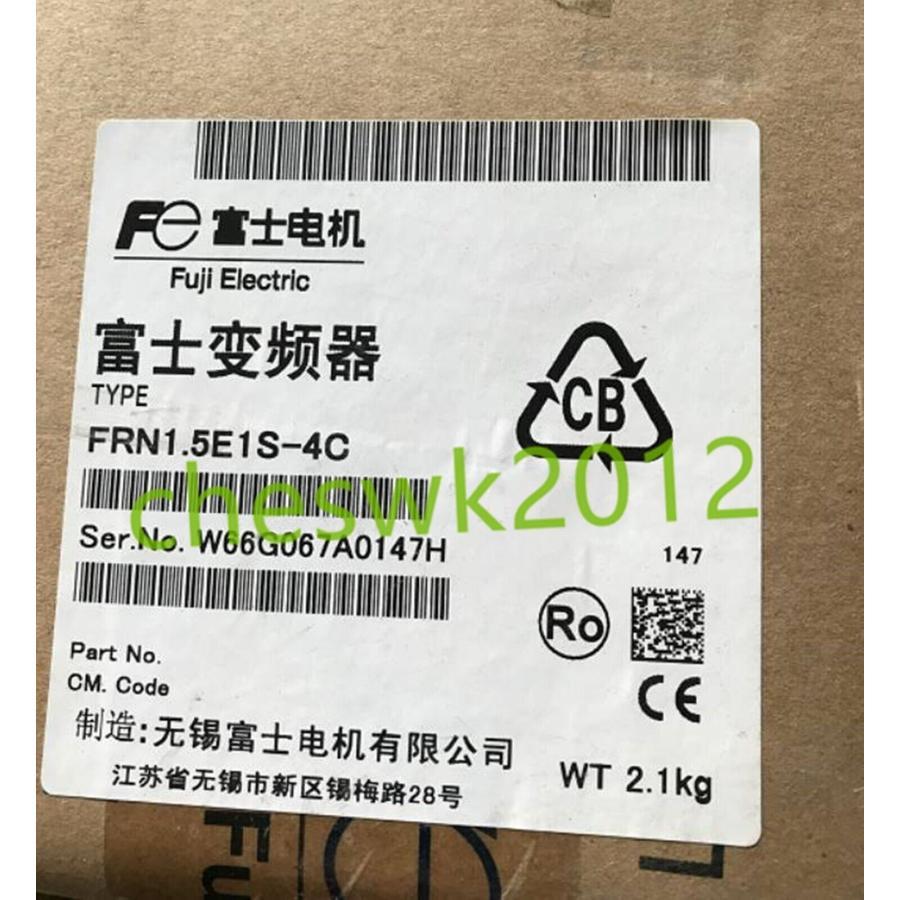 Fe 富士电机
Fuji Electric
富士变频器
TYPE
FRN1.5E1S-4C
CB
cheswk2012
Ser.No. W66G067A0147H
147
Ro
Part No.
CM. Code
CE
制造:无锡富士电机有限公司
江苏省无锡市新区锡梅路28号
WT 2.1kg
Fu